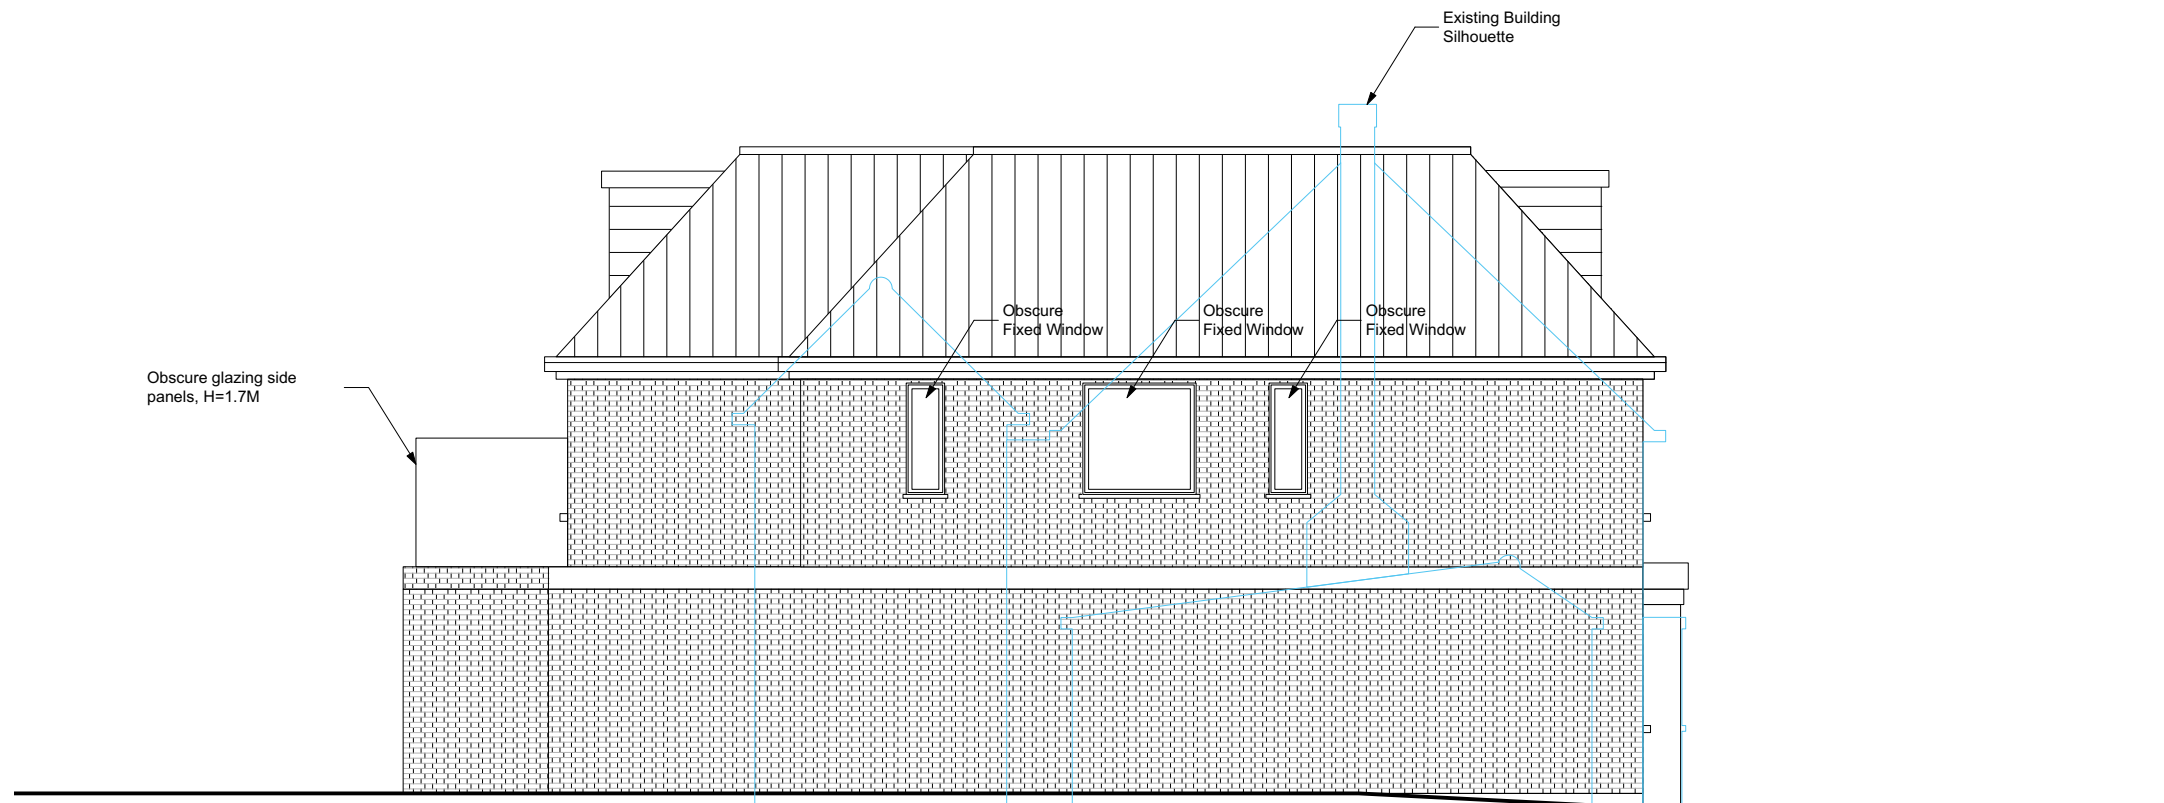 Existing Building
Silhouette
Obscure
Fixed Window
Obscure
Fixed Window
Obscure
Fixed Window
Obscure glazing side
panels, H=1.7M